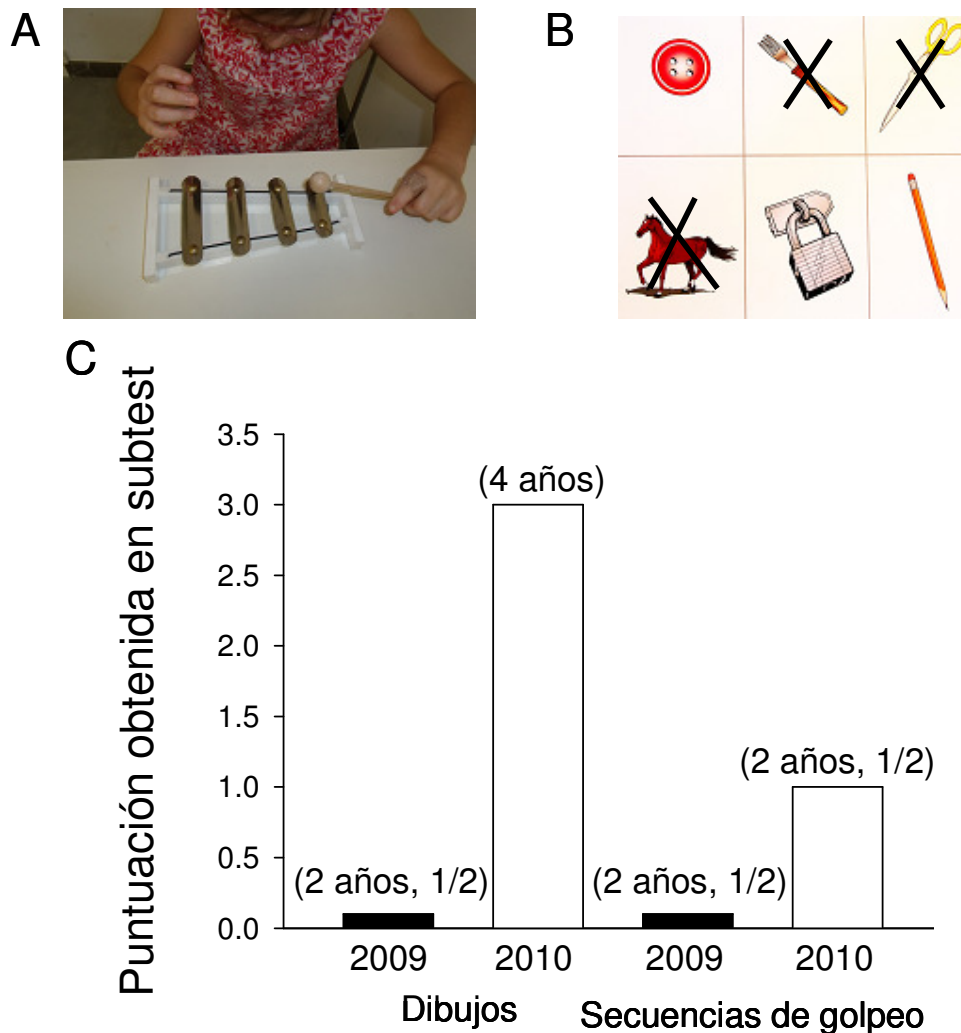 A
B
C
Puntuación obtenida en subtest
3.5
3.0
2.5
2.0
1.5
1.0
0.5
0.0
(4 años)
(2 años, 1/2)
(2 años, 1/2)
(2 años, 1/2)
2009 2010 2009 2010
Dibujos Secuencias de golpeo